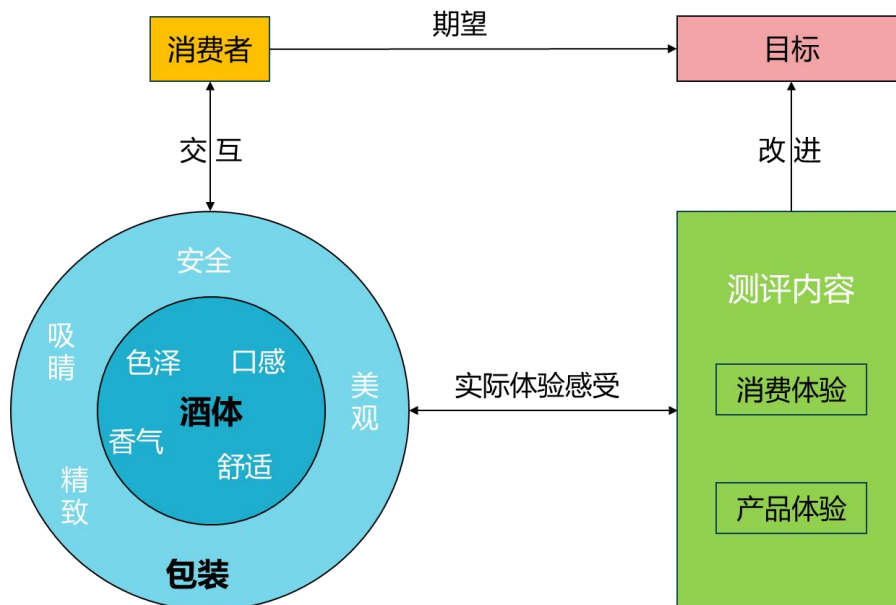 消费者
期望
目标
交互
改进
安全
吸睛
美观
精致
包装
色泽
口感
酒体
香气
舒适
实际体验感受
测评内容
消费体验
产品体验